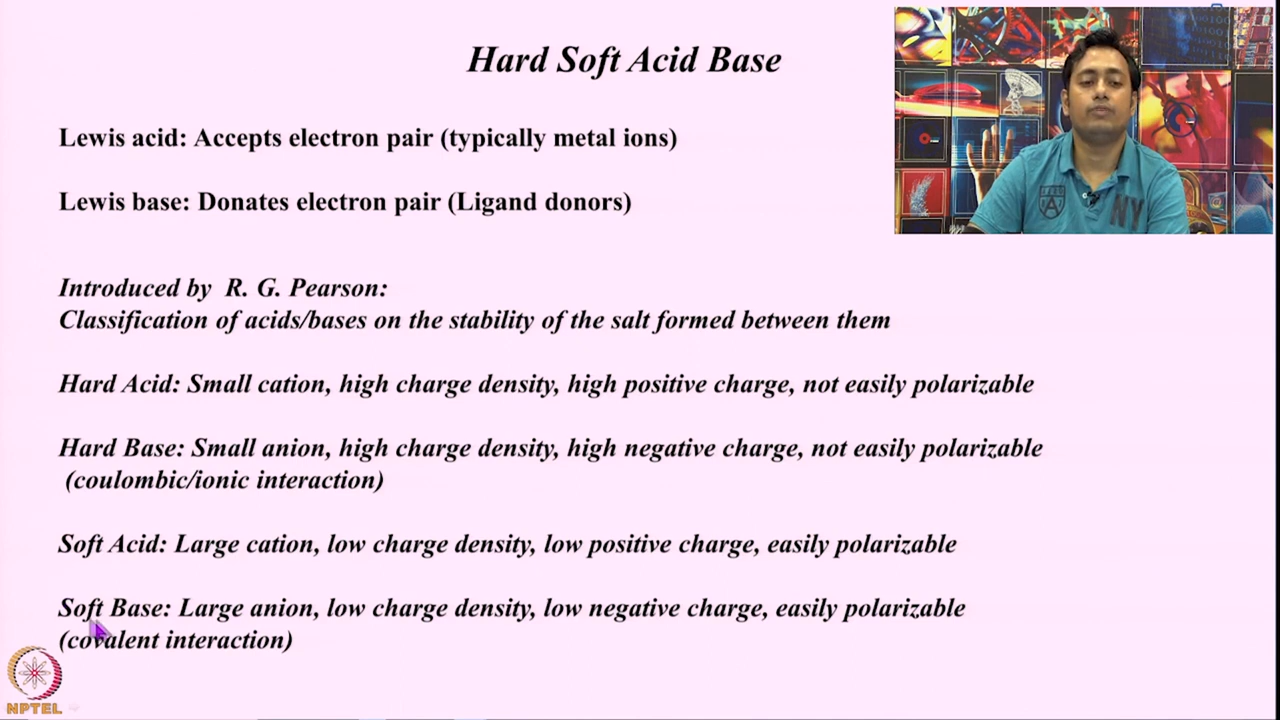 Hard Soft Acid Base
Lewis acid: Accepts electron pair (typically metal ions)
Lewis base: Donates electron pair (Ligand donors)
Introduced by R. G. Pearson:
Classification of acids/bases on the stability of the salt formed between them
Hard Acid: Small cation, high charge density, high positive charge, not easily polarizable
Hard Base: Small anion, high charge density, high negative charge, not easily polarizable
(coulombic/ionic interaction)
Soft Acid: Large cation, low charge density, low positive charge, easily polarizable
Soft Base: Large anion, low charge density, low negative charge, easily polarizable
(covalent interaction)
NPTEL
NY